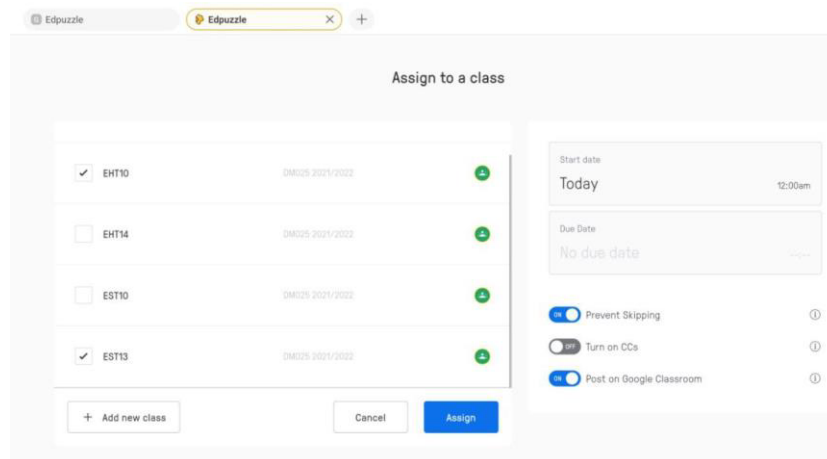 Edpuzzle
Edpuzzle
Assign to a class
EHT10 DM025 2021/2022
EHT14 DM025 2021/2022
EST10 DM025 2021/2022
EST13 DM025 2021/2022
+ Add new class
Cancel
Assign
Start date
Today 12:00am
Due Date
No due date --:--
ON Prevent Skipping
OFF Turn on CCs
ON Post on Google Classroom